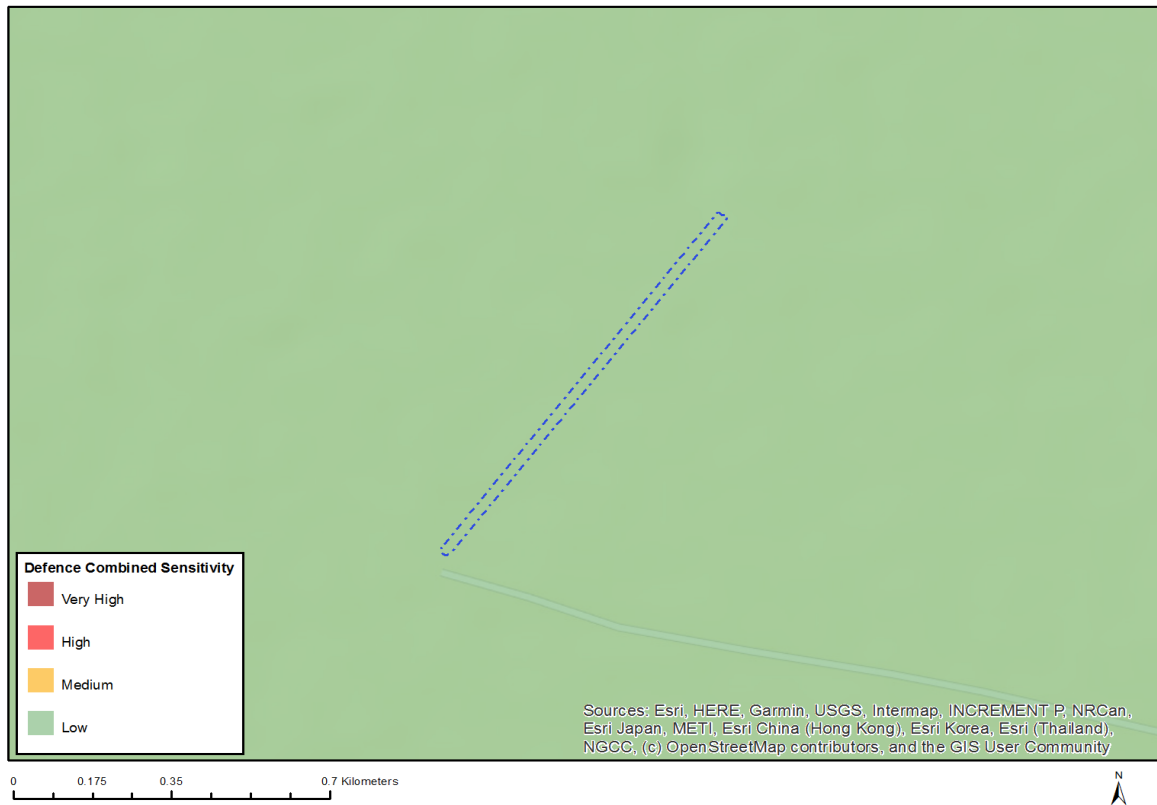 Defence Combined Sensitivity
Very High
High
Medium
Low
Sources: Esri, HERE, Garmin, USGS, Intermap, INCREMENT P, NRCan,
Esri Japan, METI, Esri China (Hong Kong), Esri Korea, Esri (Thailand),
NGCC, (c) OpenStreetMap contributors, and the GIS User Community
0 0.175 0.35 0.7 Kilometers
N